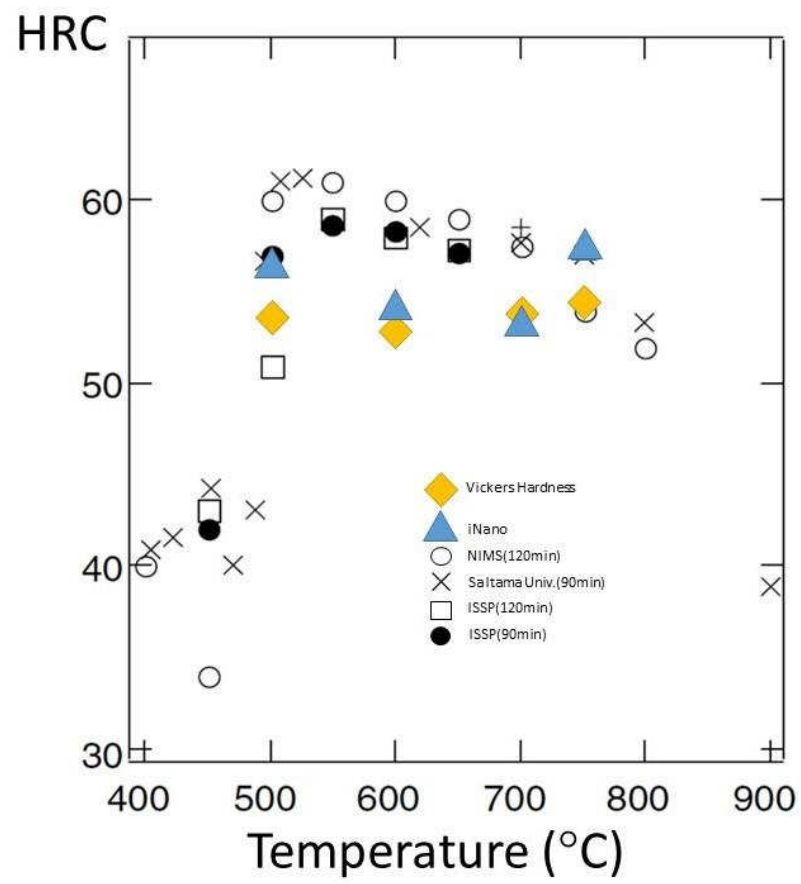 HRC
60
50
40
30
Vickers Hardness
iNano
NIMS(120min)
Saltama Univ.(90min)
ISSP(120min)
ISSP(90min)
400 500 600 700 800 900
Temperature (°C)